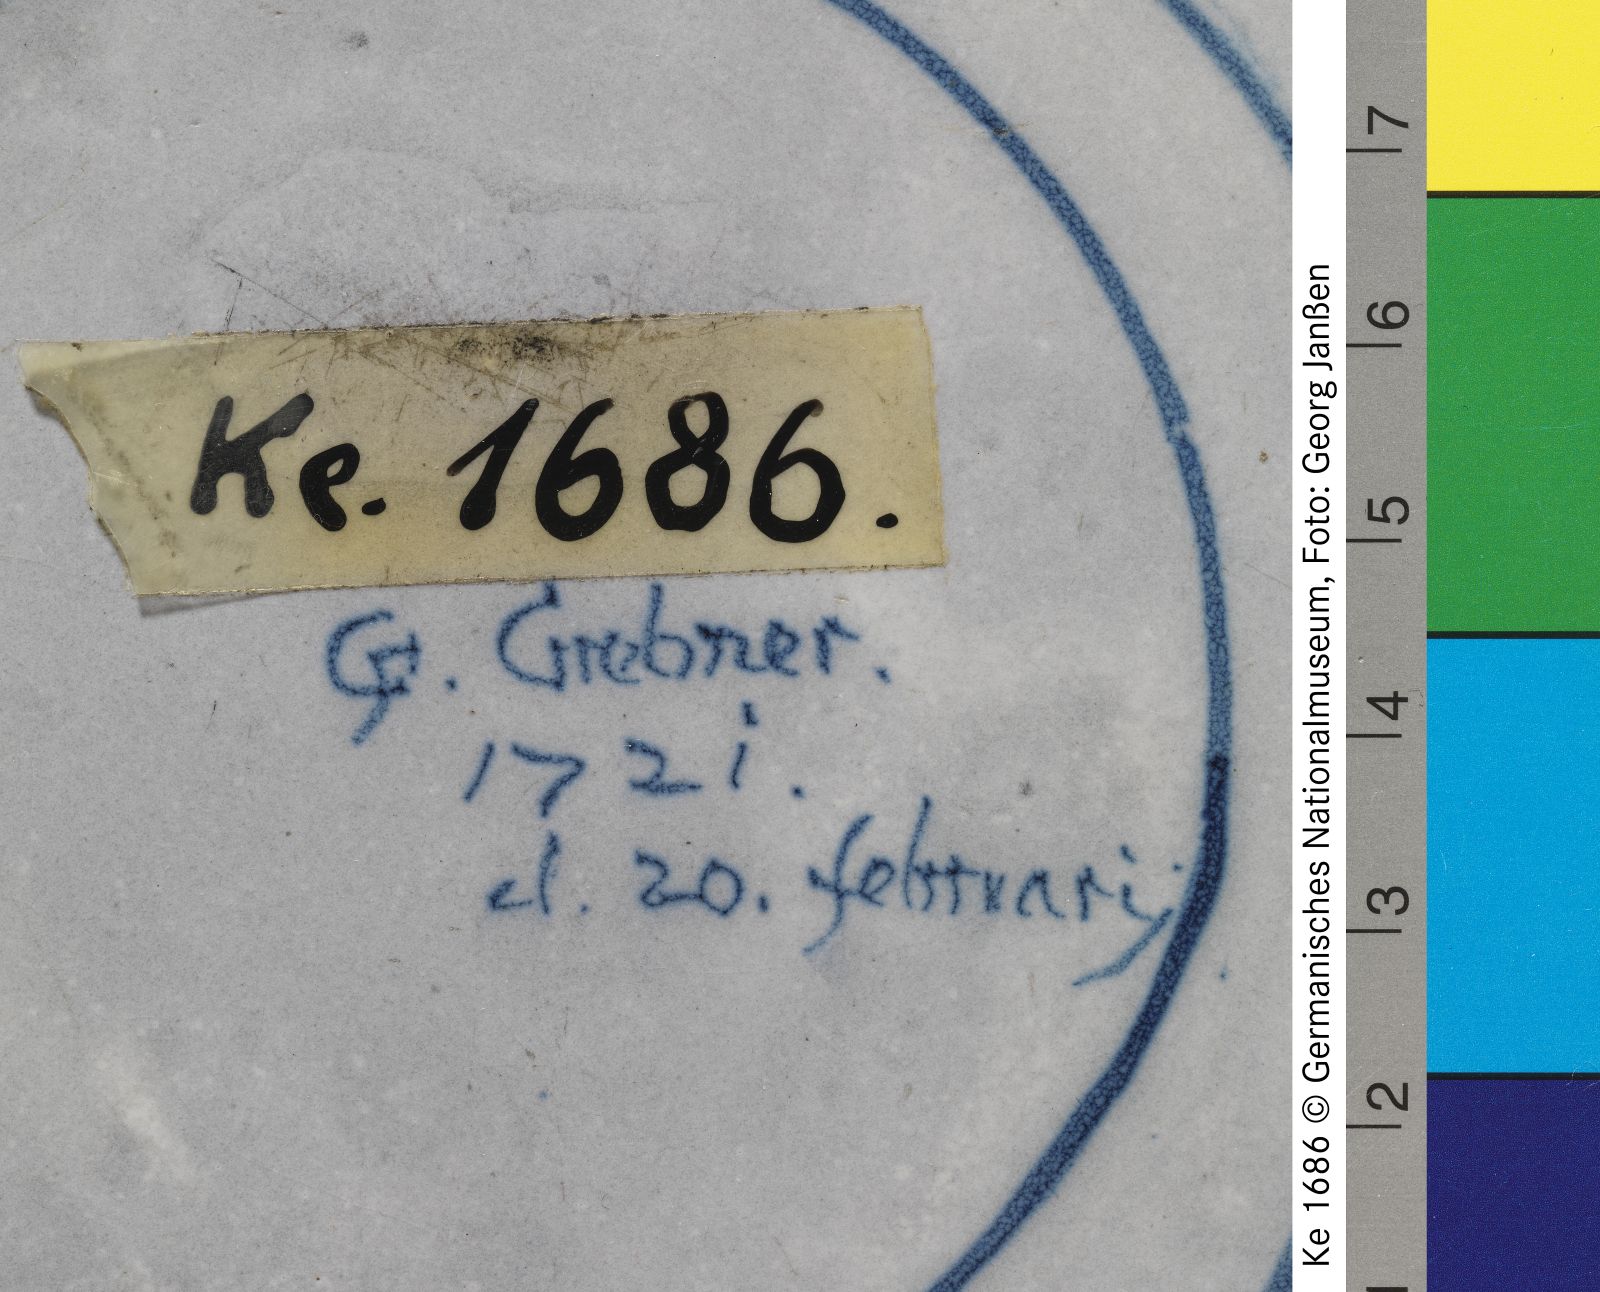 Ke. 1686.
G. Grebner.
1721.
d. 20. februarij
Ke 1686 © Germanisches Nationalmuseum, Foto: Georg Janßen
7
6
5
4
3
2